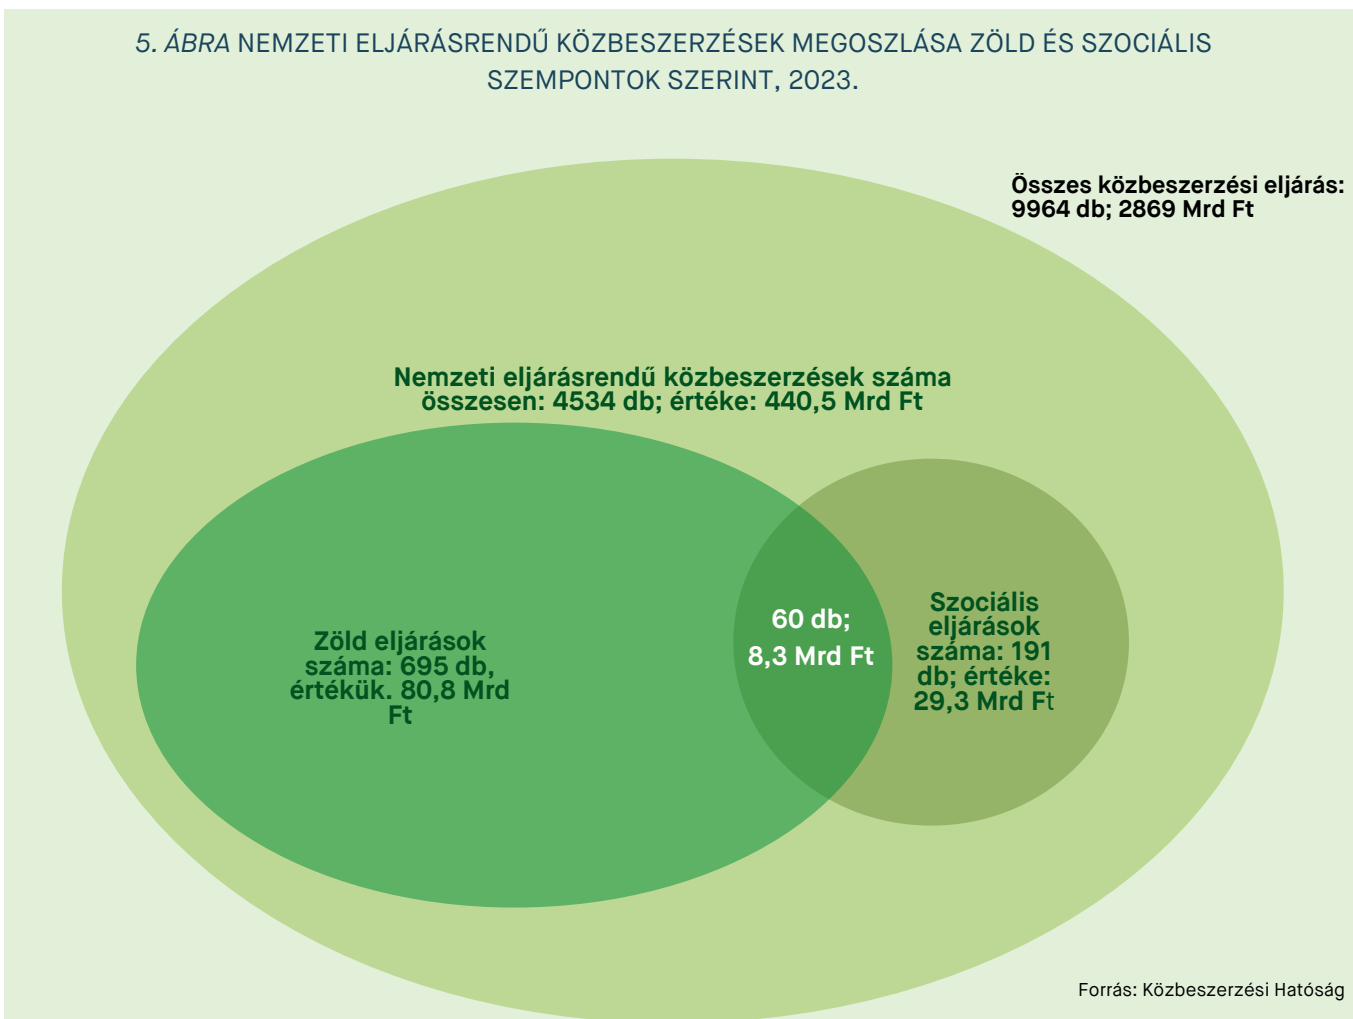 5. ÁBRA NEMZETI ELJÁRÁSRENDŰ KÖZBESZERZÉSEK MEGOSZLÁSA ZÖLD ÉS SZOCIÁLIS
SZEMPONTOK SZERINT, 2023.
Összes közbeszerzési eljárás:
9964 db; 2869 Mrd Ft
Nemzeti eljárásrendű közbeszerzések száma
összesen: 4534 db; értéke: 440,5 Mrd Ft
Zöld eljárások
száma: 695 db,
értékük. 80,8 Mrd
Ft
60 db;
8,3 Mrd Ft
Szociális
eljárások
száma: 191
db; értéke:
29,3 Mrd Ft
Forrás: Közbeszerzési Hatóság